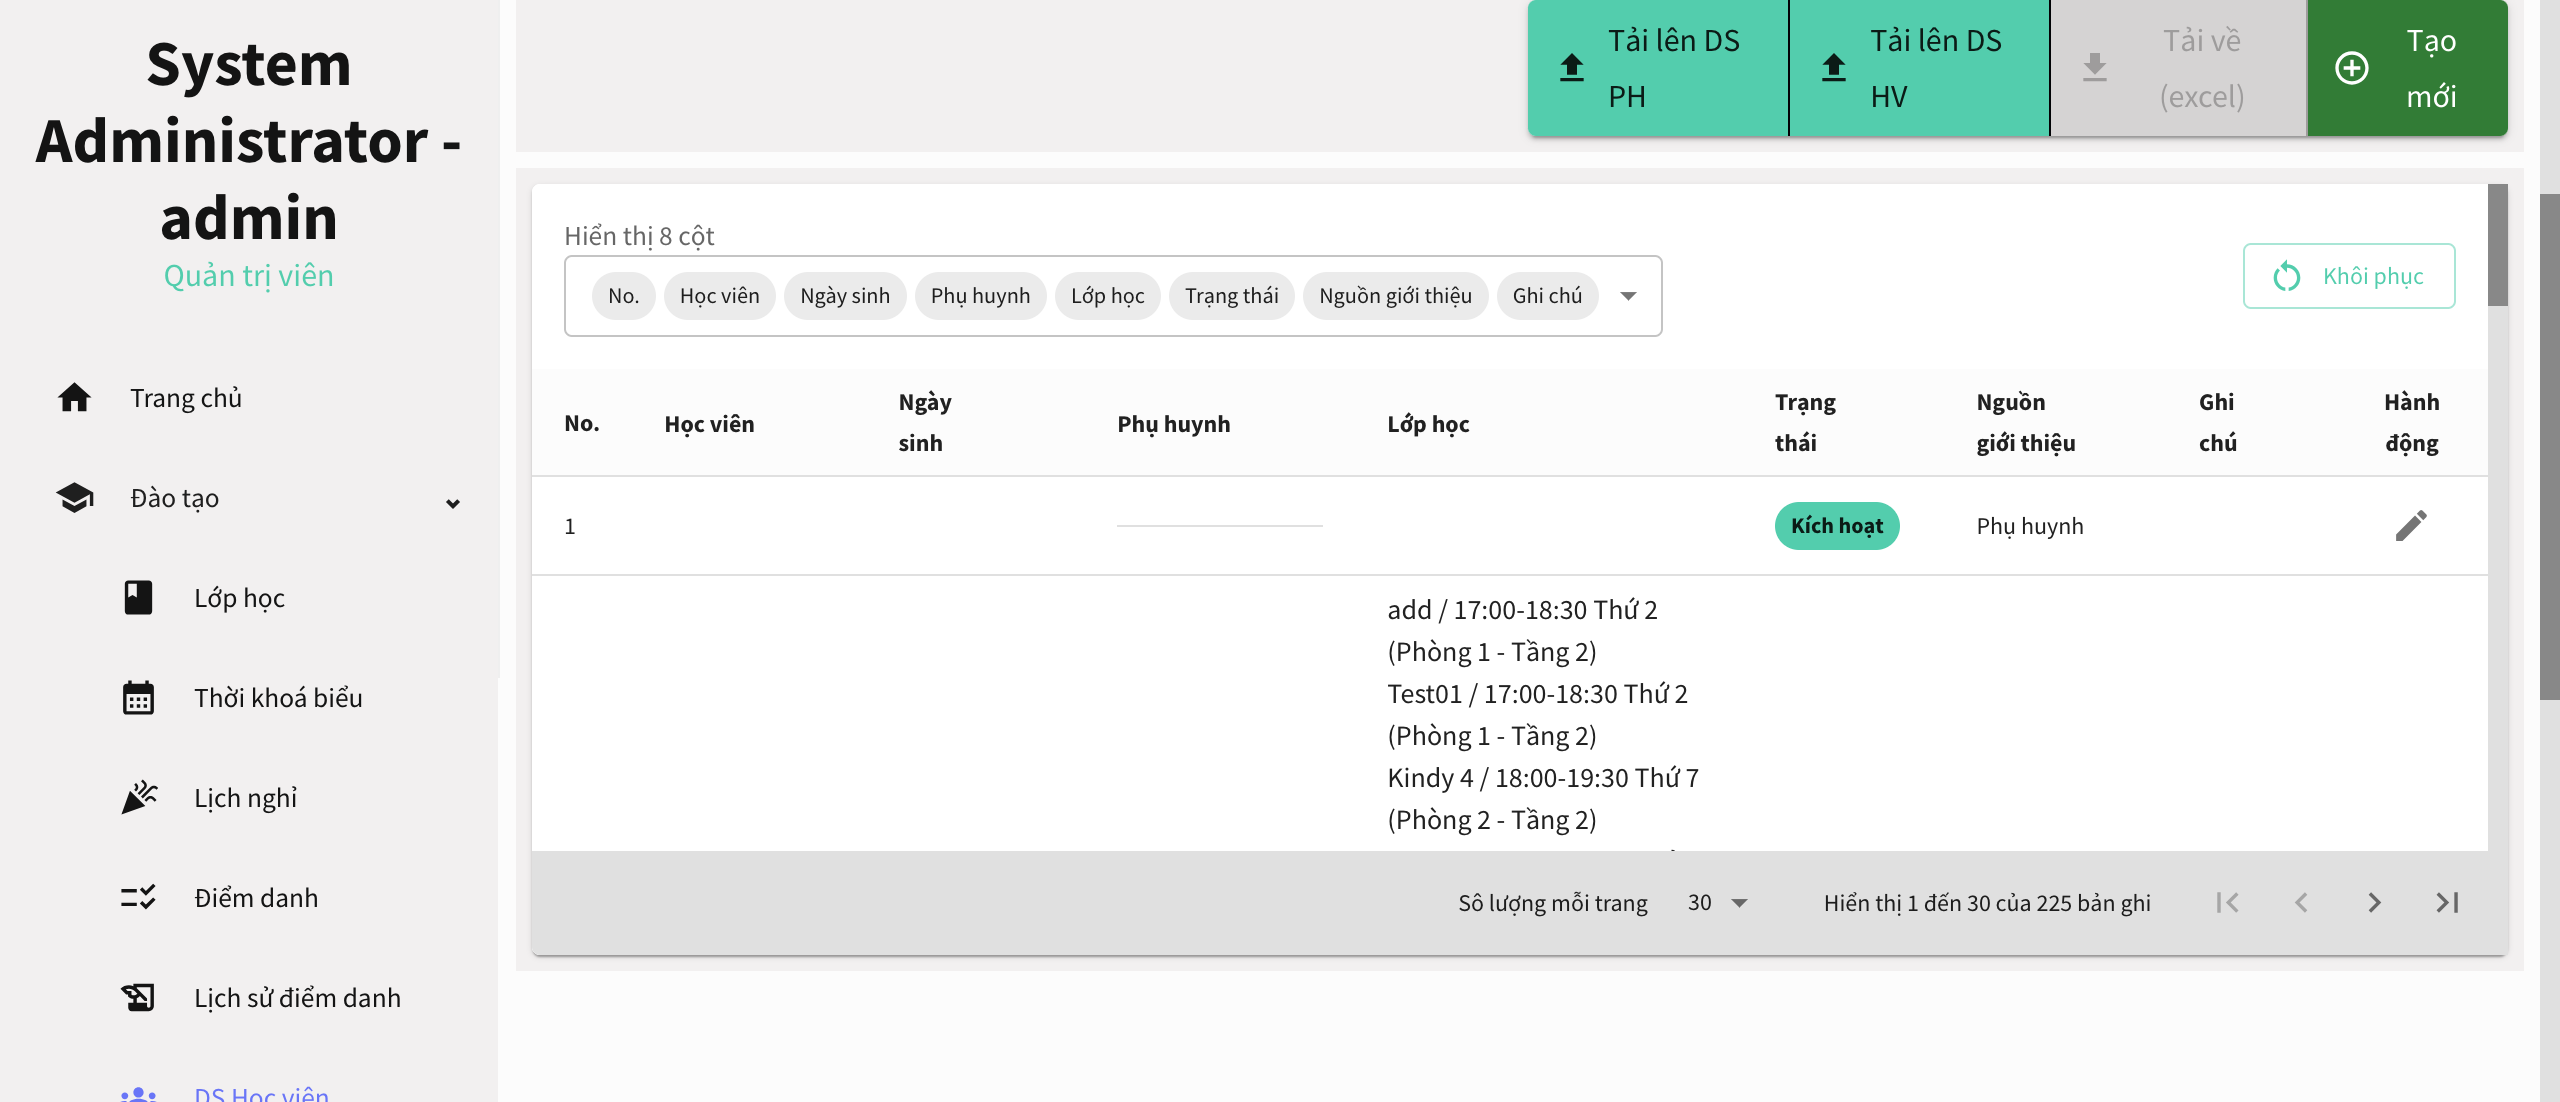 System
Administrator -
admin
Quản trị viên
Trang chủ
Đào tạo
Lớp học
Thời khoá biểu
Lịch nghỉ
Điểm danh
Lịch sử điểm danh
DS Học viên
Tải lên DS
PH
Tải lên DS
HV
Tải về
(excel)
Tạo
mới
Hiển thị 8 cột
No. Học viên Ngày sinh Phụ huynh Lớp học Trạng thái Nguồn giới thiệu Ghi chú
Khôi phục
No. Học viên Ngày sinh Phụ huynh Lớp học Trạng thái Nguồn giới thiệu Ghi chú Hành động
1 Kích hoạt Phụ huynh
add / 17:00-18:30 Thứ 2
(Phòng 1 - Tầng 2)
Test01 / 17:00-18:30 Thứ 2
(Phòng 1 - Tầng 2)
Kindy 4 / 18:00-19:30 Thứ 7
(Phòng 2 - Tầng 2)
Sô lượng mỗi trang 30 Hiển thị 1 đến 30 của 225 bản ghi